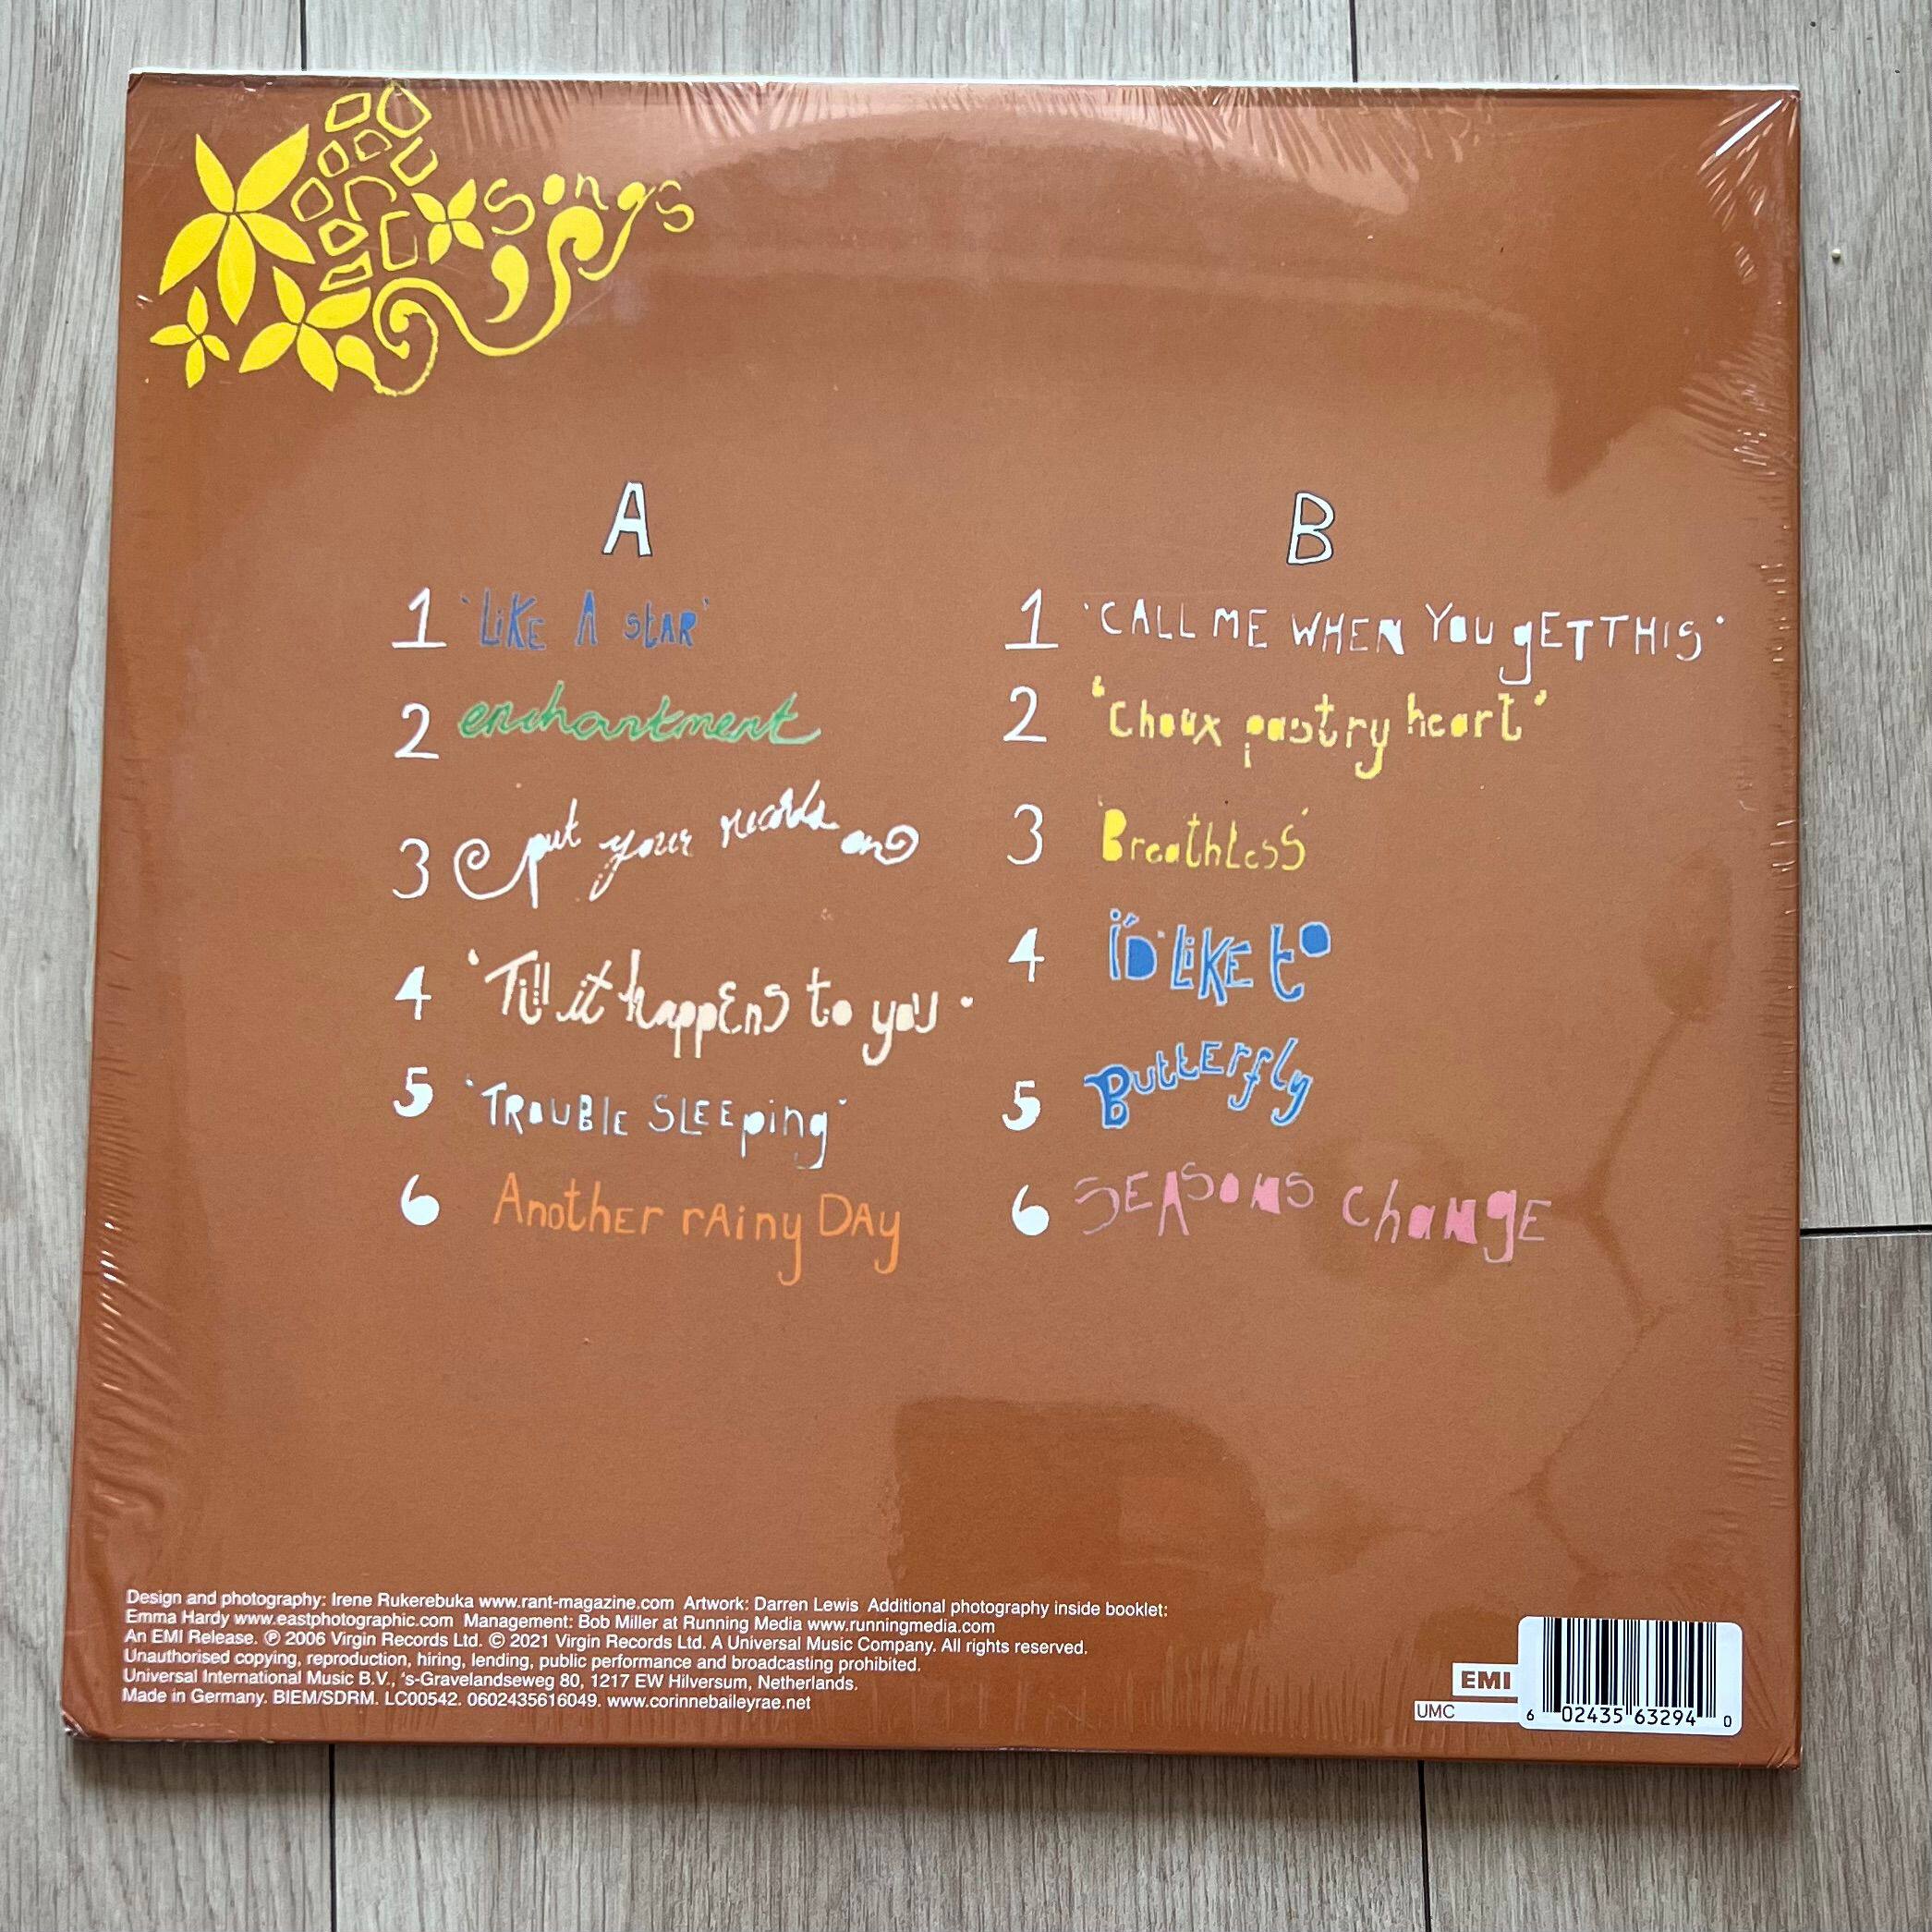 songs
A
1 'LiKE A StAR'
2 enchantment
3 put your records on
4 'Till it happEnS to you'
5 'TROUBlE SLEEping'
6 AnothEr rAiny DAy
B
1 'CALL ME WHEN YOU gET THIS'
2 'Choux pastry heart'
3 'BreathLesS'
4 i'D LiKE to
5 ButtErfly
6 SEASONS ChaNgE
Design and photography: Irene Rukerebuka www.rant-magazine.com Artwork: Darren Lewis Additional photography inside booklet:
Emma Hardy www.eastphotographic.com Management: Bob Miller at Running Media www.runningmedia.com
An EMI Release. ℗ 2006 Virgin Records Ltd. © 2021 Virgin Records Ltd. A Universal Music Company. All rights reserved.
Unauthorised copying, reproduction, hiring, lending, public performance and broadcasting prohibited.
Universal International Music B.V., 's-Gravelandseweg 80, 1217 EW Hilversum, Netherlands.
Made in Germany. BIEM/SDRM. LC00542. 0602435616049. www.corinnebaileyrae.net
EMI
UMC
6 02435 63294 0